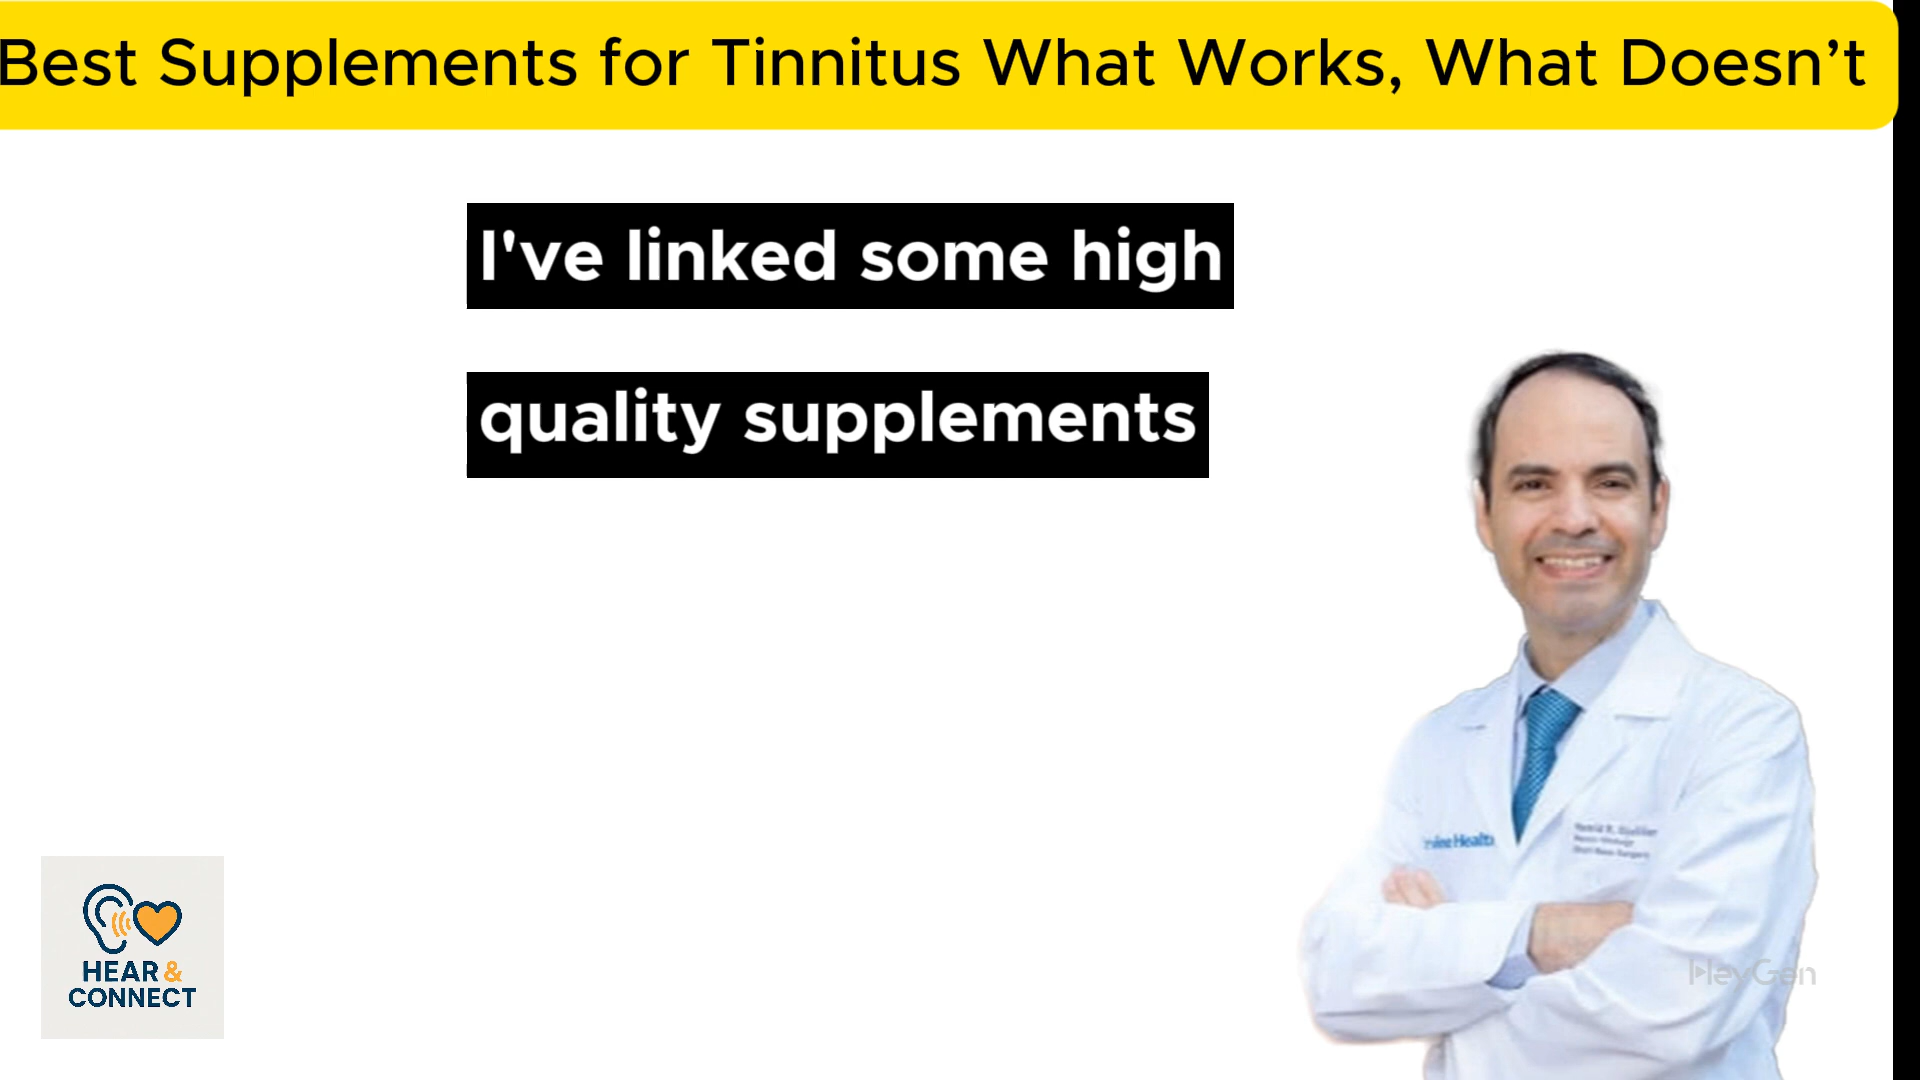 Best Supplements for Tinnitus What Works, What Doesn’t
I've linked some high
quality supplements
HEAR &
CONNECT
HeyGen